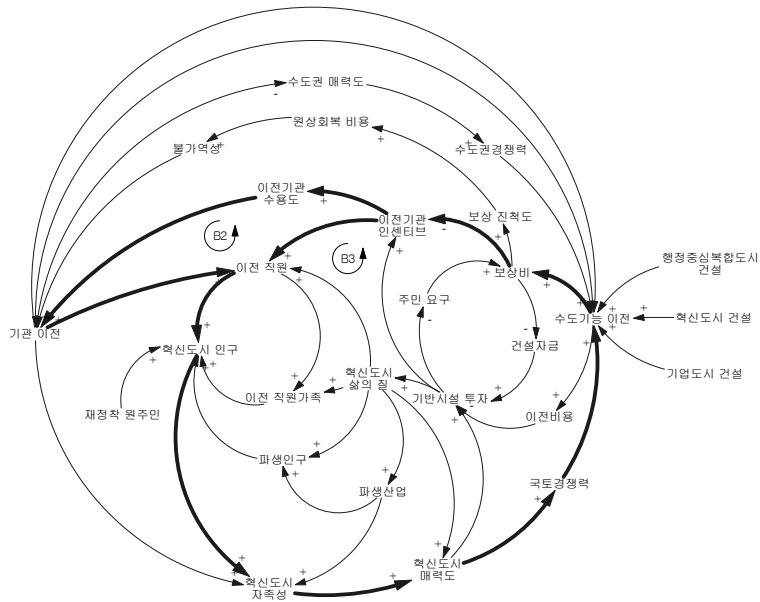 수도권 매력도
-
원상회복 비용
+
불가역성
+
수도권경쟁력
+
이전기관
수용도
+
이전기관
인센티브
-
+
보상 진척도
+
B2
B3
이전 직원
+
+
+
보상비
+
행정중심복합도시
건설
주민 요구
-
기관 이전
+
수도기능 이전
+
+
+
+
혁신도시 건설
-
건설자금
혁신도시 인구
+
+
+
+
혁신도시
삶의 질
+
기업도시 건설
재정착 원주민
이전 직원가족
+
+
기반시설 투자
-
+
+
이전비용
+
파생인구
+
+
파생산업
+
국토경쟁력
+
+
혁신도시
자족성
+
+
+
혁신도시
매력도
+
+